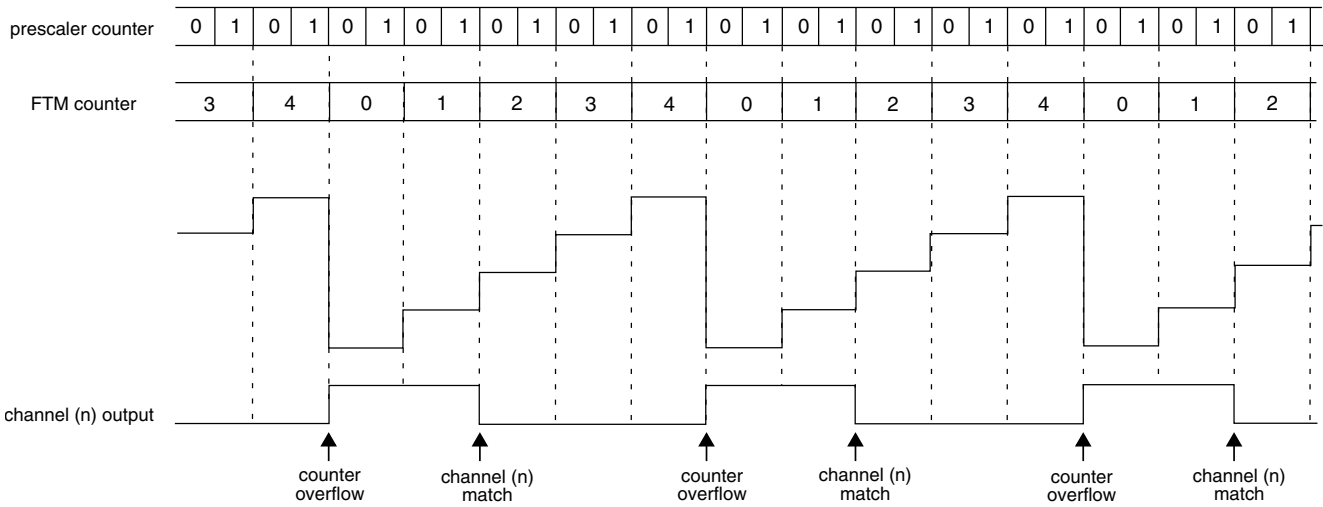 prescaler counter 0 1 0 1 0 1 0 1 0 1 0 1 0 1 0 1 0 1 0 1 0 1 0 1 0 1 0 1 0 1
FTM counter 3 4 0 1 2 3 4 0 1 2 3 4 0 1 2
channel (n) output
counter overflow
channel (n) match
counter overflow
channel (n) match
counter overflow
channel (n) match